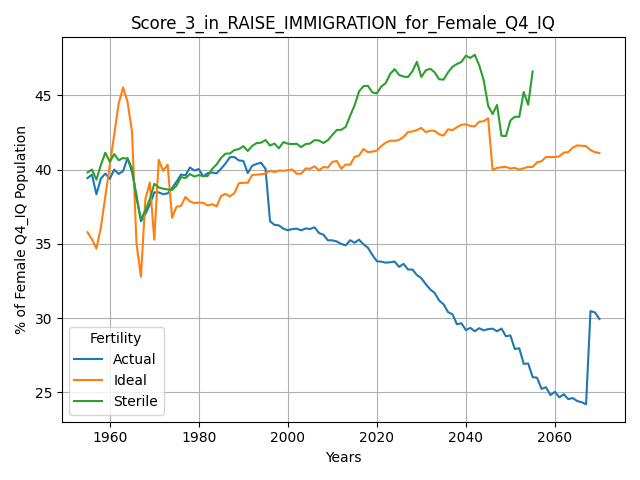 Score_3_in_RAISE_IMMIGRATION_for_Female_Q4_IQ
% of Female Q4_IQ Population
45
40
35
30
25
Fertility
Actual
Ideal
Sterile
1960 1980 2000 2020 2040 2060
Years